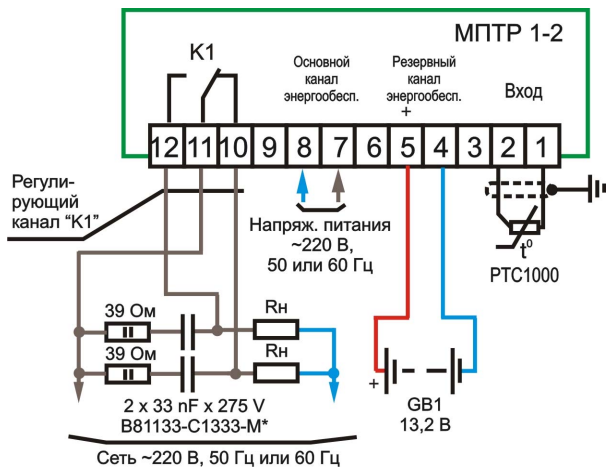 МПТР 1-2
K1
Основной
канал
энергообесп.
Резервный
канал
энергообесп.
+
Вход
12 11 10 9 8 7 6 5 4 3 2 1
Регули-
рующий
канал "К1"
Напряж. питания
~220 В,
50 или 60 Гц
t⁰
PTC1000
39 Ом
Rн
39 Ом
Rн
2 x 33 nF x 275 V
B81133-C1333-M*
+
GB1
13,2 В
Сеть ~220 В, 50 Гц или 60 Гц